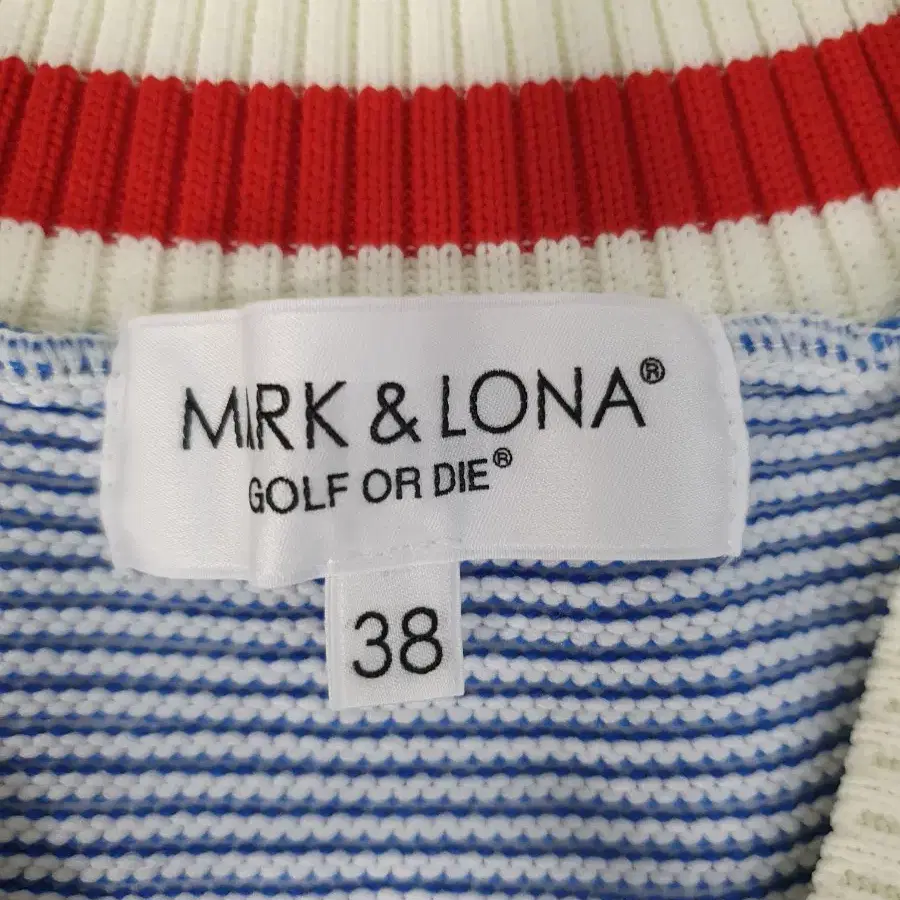 MARK & LONA®
GOLF OR DIE®
38